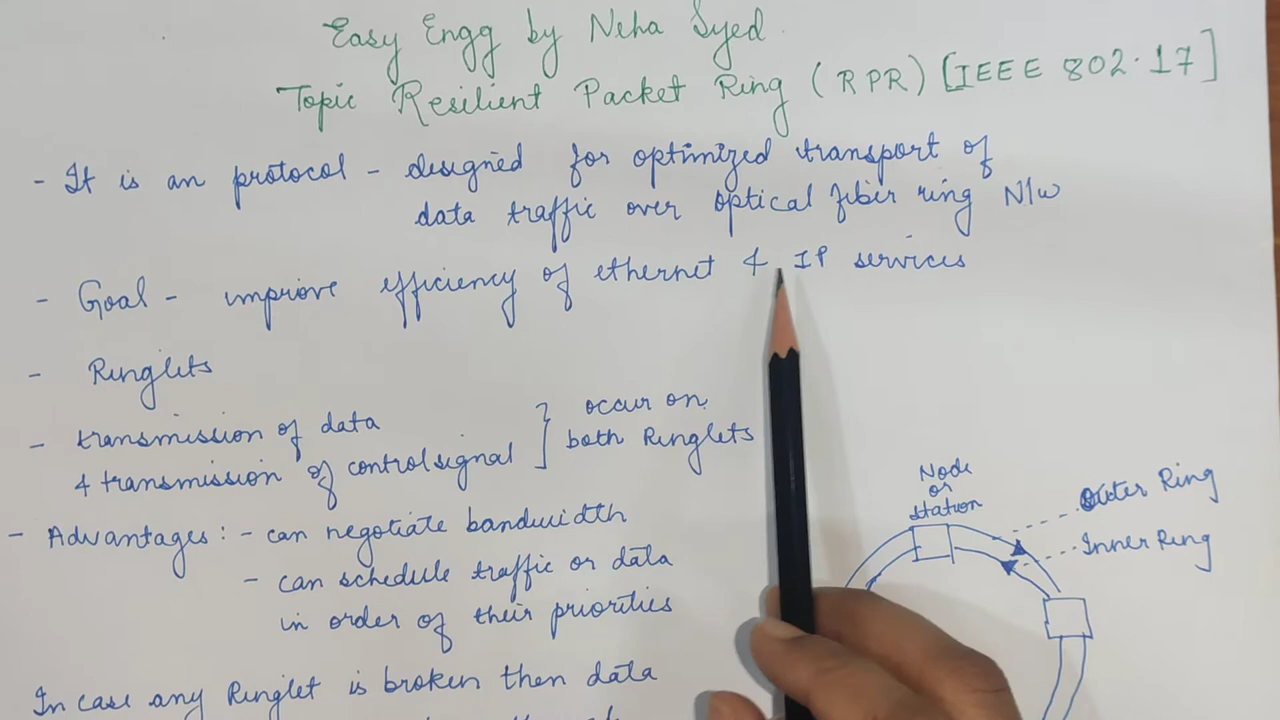 Easy Engg by Neha Syed
Topic Resilient Packet Ring (RPR) [IEEE 802.17]
- It is an protocol - designed for optimized transport of
data traffic over optical fiber ring N/w
- Goal - improve efficiency of ethernet & IP services
- Ringlets
- transmission of data
& transmission of control signal } occur on
both Ringlets
- Advantages : - can negotiate bandwidth
- can schedule traffic or data
in order of their priorities
In case any Ringlet is broken then data
Node
or
station
Outer Ring
Inner Ring